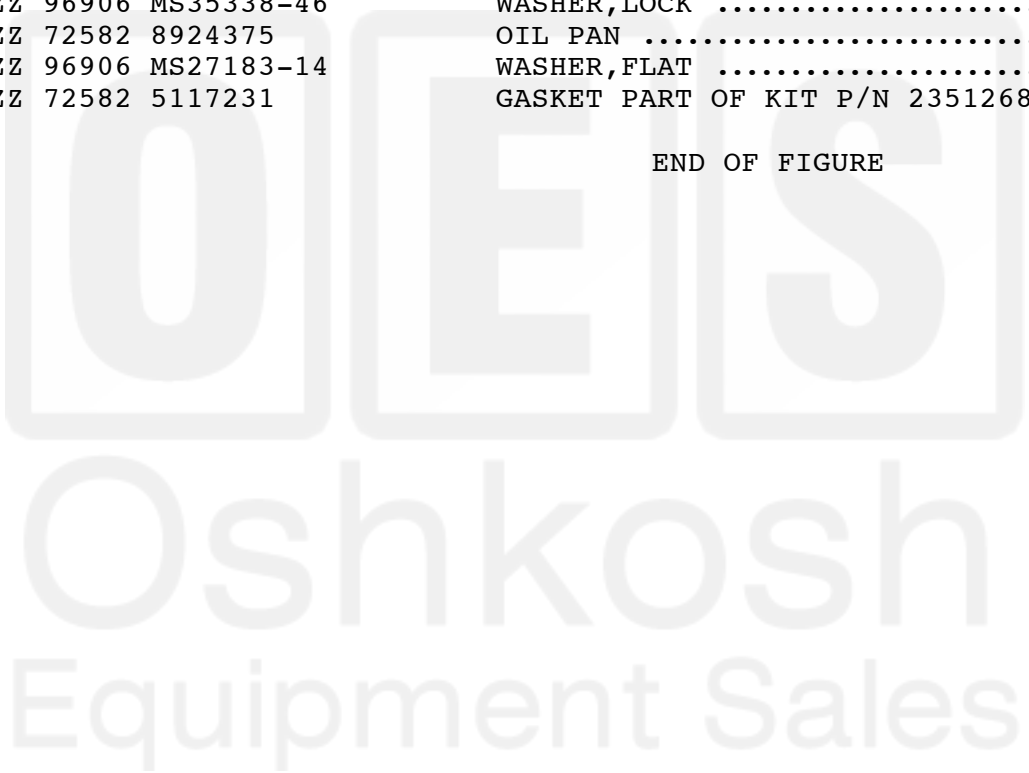 ZZ 96906 MS35338-46 WASHER,LOCK .....................
ZZ 72582 8924375 OIL PAN ..........................
ZZ 96906 MS27183-14 WASHER,FLAT .....................
ZZ 72582 5117231 GASKET PART OF KIT P/N 2351268
END OF FIGURE
OES
Oshkosh
Equipment Sales